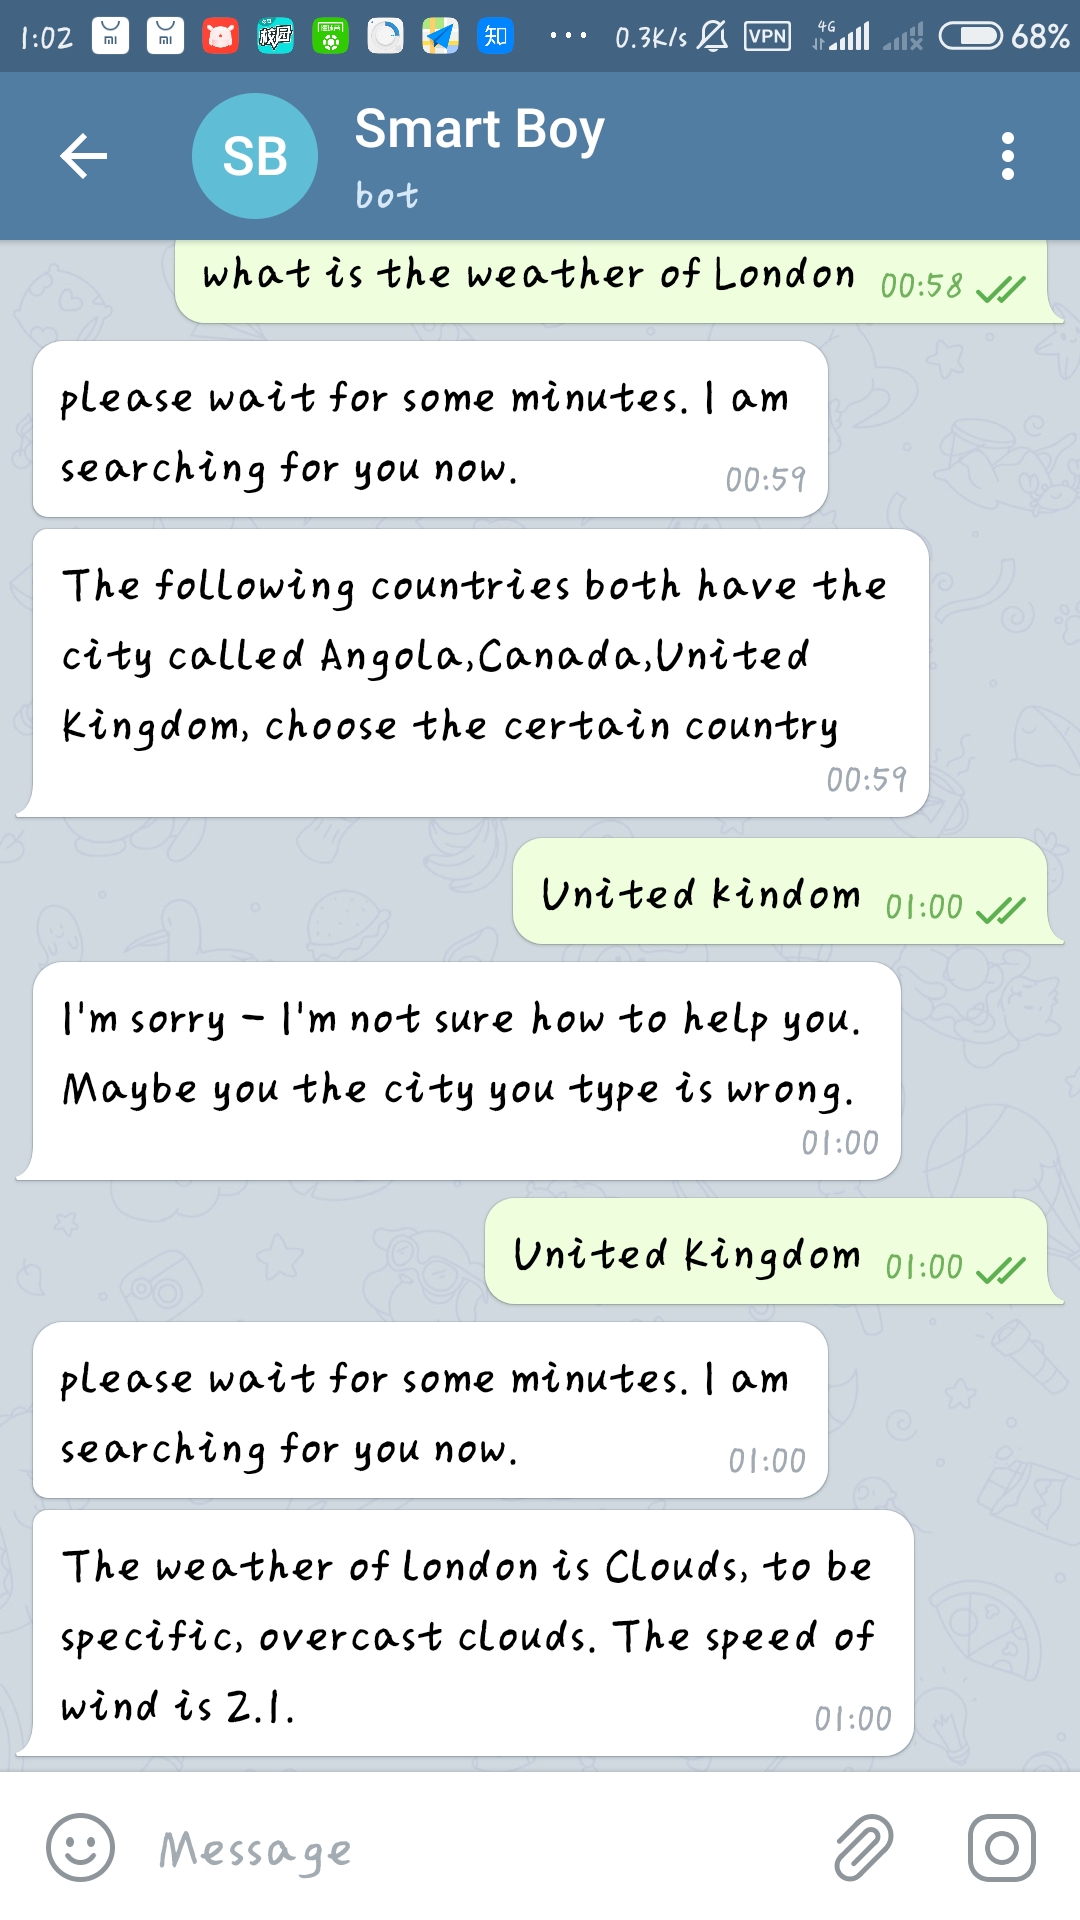 1:02 mi mi 校园 知 ... 0.3K/s VPN 4G 68%
SB Smart Boy
bot
what is the weather of London 00:58
please wait for some minutes. I am
searching for you now. 00:59
The following countries both have the
city called Angola,Canada,United
Kingdom, choose the certain country
00:59
United kindom 01:00
I'm sorry - I'm not sure how to help you.
Maybe you the city you type is wrong.
01:00
United Kingdom 01:00
please wait for some minutes. I am
searching for you now. 01:00
The weather of London is Clouds, to be
specific, overcast clouds. The speed of
wind is 2.1. 01:00
Message